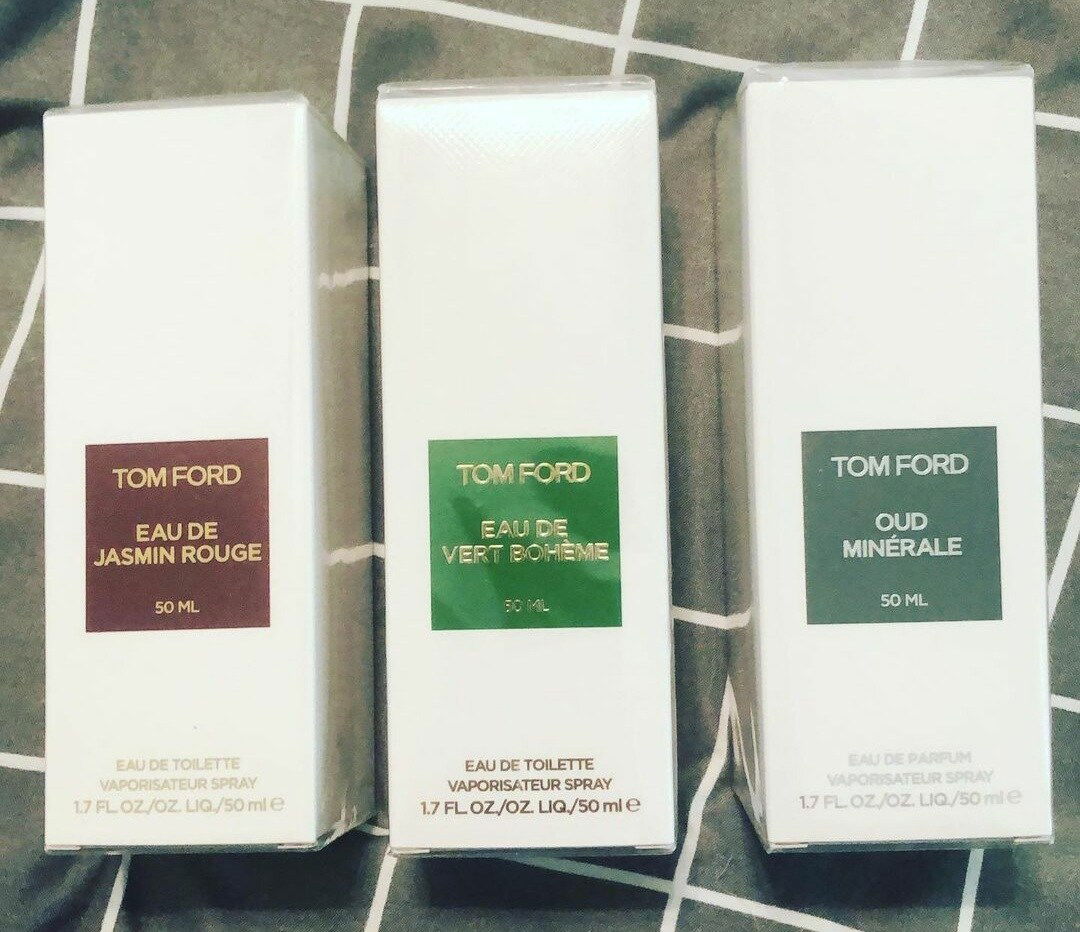 TOM FORD
EAU DE
JASMIN ROUGE
50 ML
EAU DE TOILETTE
VAPORISATEUR SPRAY
1.7 FL. OZ./OZ. LIQ./50 ml e
TOM FORD
EAU DE
VERT BOHÈME
50 ML
EAU DE TOILETTE
VAPORISATEUR SPRAY
1.7 FL. OZ./OZ. LIQ./50 ml e
TOM FORD
OUD
MINÉRALE
50 ML
EAU DE PARFUM
VAPORISATEUR SPRAY
1.7 FL. OZ./OZ. LIQ./50 ml e